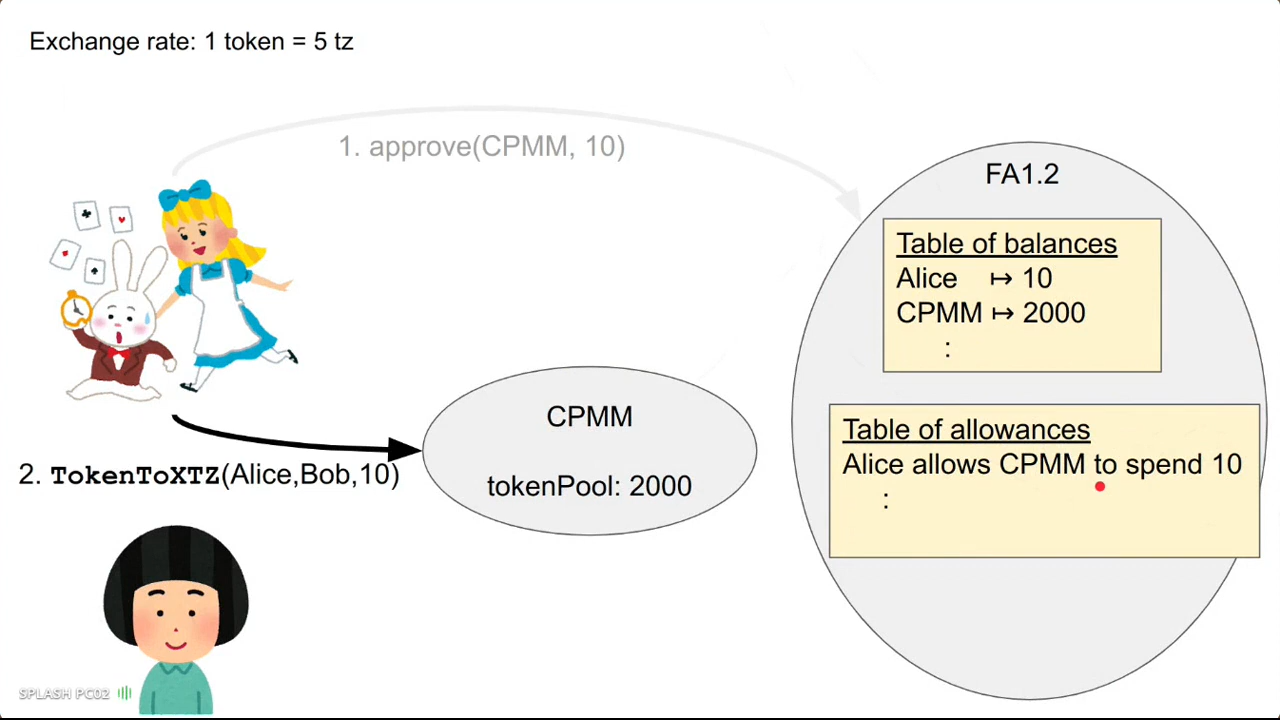 Exchange rate: 1 token = 5 tz
1. approve(CPMM, 10)
FA1.2
Table of balances
Alice ↦ 10
CPMM ↦ 2000
:
CPMM
tokenPool: 2000
Table of allowances
Alice allows CPMM to spend 10
:
2. TokenToXTZ(Alice,Bob,10)
SPLASH PC02